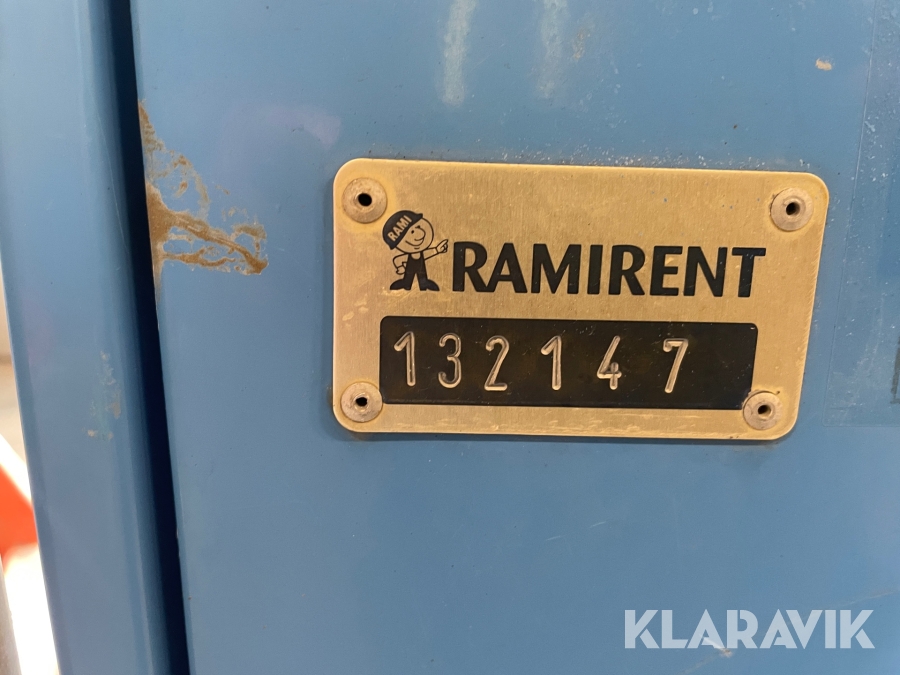 RAMI
RAMIRENT
132147
KLARAVIK